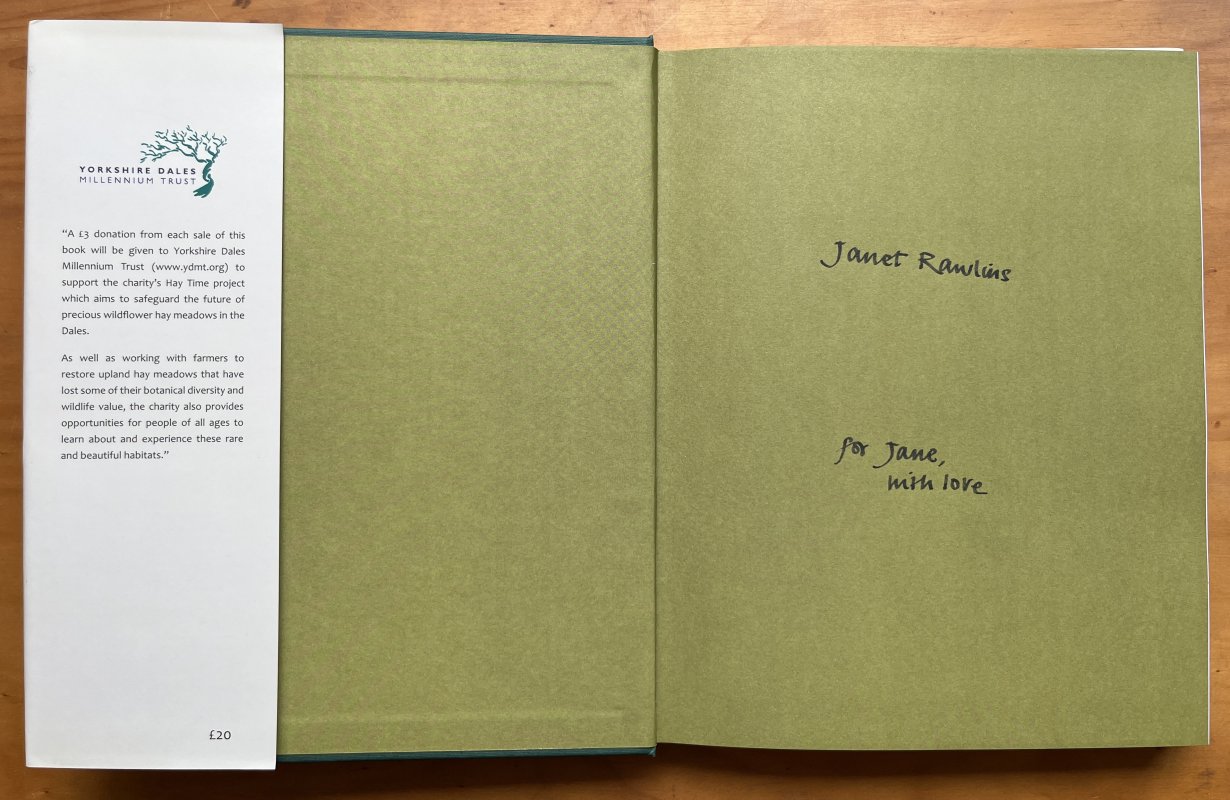 YORKSHIRE DALES
MILLENNIUM TRUST
“A £3 donation from each sale of this
book will be given to Yorkshire Dales
Millennium Trust (www.ydmt.org) to
support the charity’s Hay Time project
which aims to safeguard the future of
precious wildflower hay meadows in the
Dales.
As well as working with farmers to
restore upland hay meadows that have
lost some of their botanical diversity and
wildlife value, the charity also provides
opportunities for people of all ages to
learn about and experience these rare
and beautiful habitats.”
£20
Janet Rawlins
for Jane,
with love